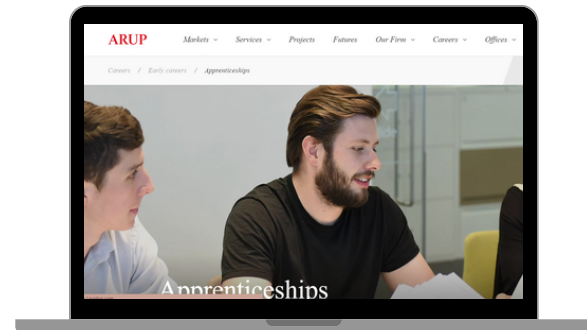 ARUP Markets Services Projects Futures Our Firm Careers Offices
Careers / Early careers / Apprenticeships
Apprenticeships